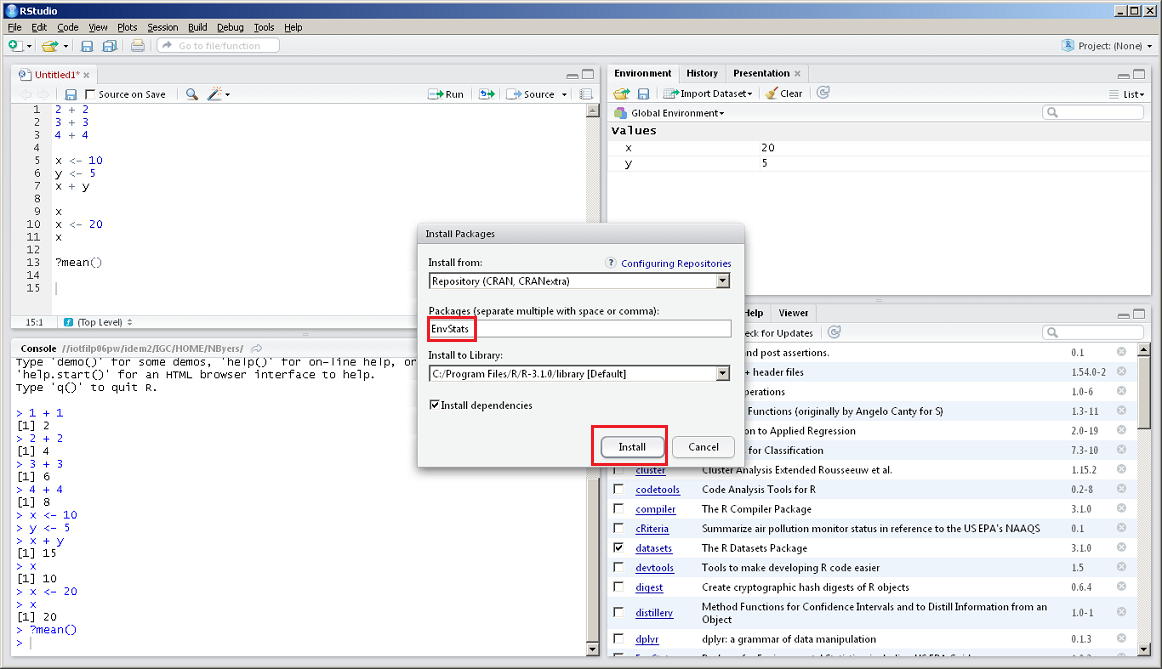 RStudio
File Edit Code View Plots Session Build Debug Tools Help
Go to file/function
Project: (None)
Untitled1*
Source on Save
Run
Source
1 2 + 2
2 3 + 3
3 4 + 4
4
5 x <- 10
6 y <- 5
7 x + y
8
9 x
10 x <- 20
11 x
12
13 ?mean()
14
15
15:1 (Top Level)
Console //iotfilp06pw/idem2/IGC/HOME/NByers/
Type 'demo()' for some demos, 'help()' for on-line help, or
'help.start()' for an HTML browser interface to help.
Type 'q()' to quit R.
> 1 + 1
[1] 2
> 2 + 2
[1] 4
> 3 + 3
[1] 6
> 4 + 4
[1] 8
> x <- 10
> y <- 5
> x + y
[1] 15
> x
[1] 10
> x <- 20
> x
[1] 20
> ?mean()
>
Environment History Presentation
Import Dataset Clear List
Global Environment
Values
x 20
y 5
Install Packages
Install from: ? Configuring Repositories
Repository (CRAN, CRANextra)
Packages (separate multiple with space or comma):
EnvStats
Install to Library:
C:/Program Files/R/R-3.1.0/library [Default]
Install dependencies
Install Cancel
Help Viewer
eck for Updates
and post assertions. 0.1
+ header files 1.54.0-2
perations 1.0-6
Functions (originally by Angelo Canty for S) 1.3-11
on to Applied Regression 2.0-19
for Classification 7.3-10
cluster Cluster Analysis Extended Rousseeuw et al. 1.15.2
codetools Code Analysis Tools for R 0.2-8
compiler The R Compiler Package 3.1.0
cRiteria Summarize air pollution monitor status in reference to the US EPA's NAAQS 0.1
datasets The R Datasets Package 3.1.0
devtools Tools to make developing R code easier 1.5
digest Create cryptographic hash digests of R objects 0.6.4
distillery Method Functions for Confidence Intervals and to Distill Information from an
Object 1.0-1
dplyr dplyr: a grammar of data manipulation 0.1.3